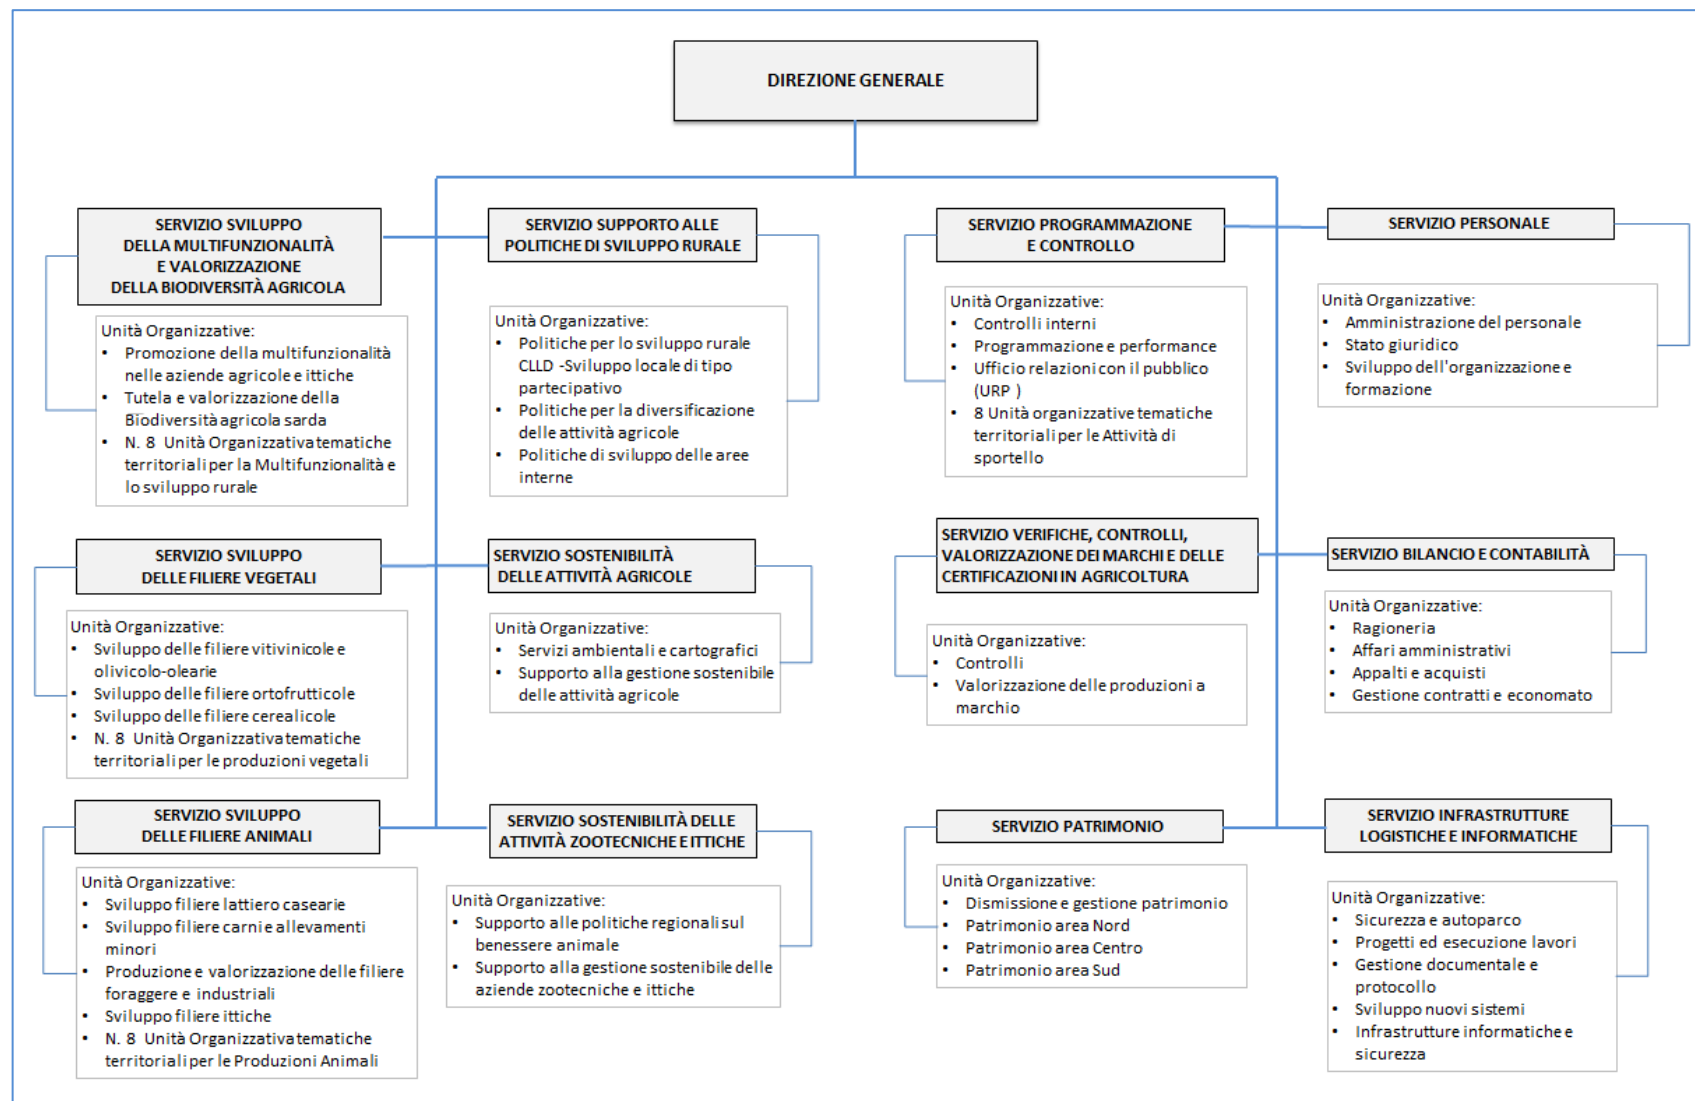 DIREZIONE GENERALE
SERVIZIO SVILUPPO
DELLA MULTIFUNZIONALITÀ
E VALORIZZAZIONE
DELLA BIODIVERSITÀ AGRICOLA
Unità Organizzative:
• Promozione della multifunzionalità
nelle aziende agricole e ittiche
• Tutela e valorizzazione della
Biodiversità agricola sarda
• N. 8 Unità Organizzativa tematiche
territoriali per la Multifunzionalità e
lo sviluppo rurale
SERVIZIO SUPPORTO ALLE
POLITICHE DI SVILUPPO RURALE
Unità Organizzative:
• Politiche per lo sviluppo rurale
CLLD -Sviluppo locale di tipo
partecipativo
• Politiche per la diversificazione
delle attività agricole
• Politiche di sviluppo delle aree
interne
SERVIZIO PROGRAMMAZIONE
E CONTROLLO
Unità Organizzative:
• Controlli interni
• Programmazione e performance
• Ufficio relazioni con il pubblico
(URP )
• 8 Unità organizzative tematiche
territoriali per le Attività di
sportello
SERVIZIO PERSONALE
Unità Organizzative:
• Amministrazione del personale
• Stato giuridico
• Sviluppo dell'organizzazione e
formazione
SERVIZIO SVILUPPO
DELLE FILIERE VEGETALI
Unità Organizzative:
• Sviluppo delle filiere vitivinicole e
olivicolo-olearie
• Sviluppo delle filiere ortofrutticole
• Sviluppo delle filiere cerealicole
• N. 8 Unità Organizzativa tematiche
territoriali per le produzioni vegetali
SERVIZIO SOSTENIBILITÀ
DELLE ATTIVITÀ AGRICOLE
Unità Organizzative:
• Servizi ambientali e cartografici
• Supporto alla gestione sostenibile
delle attività agricole
SERVIZIO VERIFICHE, CONTROLLI,
VALORIZZAZIONE DEI MARCHI E DELLE
CERTIFICAZIONI IN AGRICOLTURA
Unità Organizzative:
• Controlli
• Valorizzazione delle produzioni a
marchio
SERVIZIO BILANCIO E CONTABILITÀ
Unità Organizzative:
• Ragioneria
• Affari amministrativi
• Appalti e acquisti
• Gestione contratti e economato
SERVIZIO SVILUPPO
DELLE FILIERE ANIMALI
Unità Organizzative:
• Sviluppo filiere lattiero casearie
• Sviluppo filiere carni e allevamenti
minori
• Produzione e valorizzazione delle filiere
foraggere e industriali
• Sviluppo filiere ittiche
• N. 8 Unità Organizzativa tematiche
territoriali per le Produzioni Animali
SERVIZIO SOSTENIBILITÀ DELLE
ATTIVITÀ ZOOTECNICHE E ITTICHE
Unità Organizzative:
• Supporto alle politiche regionali sul
benessere animale
• Supporto alla gestione sostenibile delle
aziende zootecniche e ittiche
SERVIZIO PATRIMONIO
Unità Organizzative:
• Dismissione e gestione patrimonio
• Patrimonio area Nord
• Patrimonio area Centro
• Patrimonio area Sud
SERVIZIO INFRASTRUTTURE
LOGISTICHE E INFORMATICHE
Unità Organizzative:
• Sicurezza e autoparco
• Progetti ed esecuzione lavori
• Gestione documentale e
protocollo
• Sviluppo nuovi sistemi
• Infrastrutture informatiche e
sicurezza